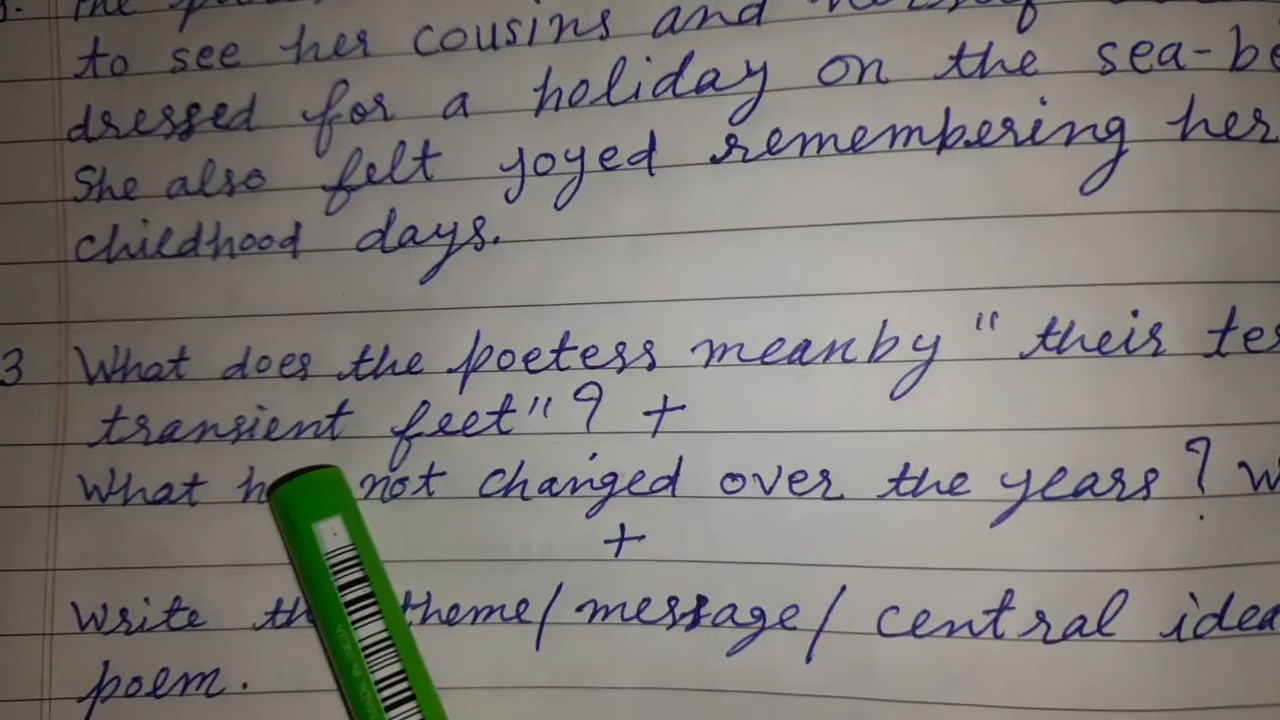 to see her cousins and
dressed for a holiday on the sea-be
She also felt joyed remembering her
childhood days.
3 What does the poetess mean by "their te
transient feet"? +
What not changed over the years? W
+
Write theme/message/central idea
poem.